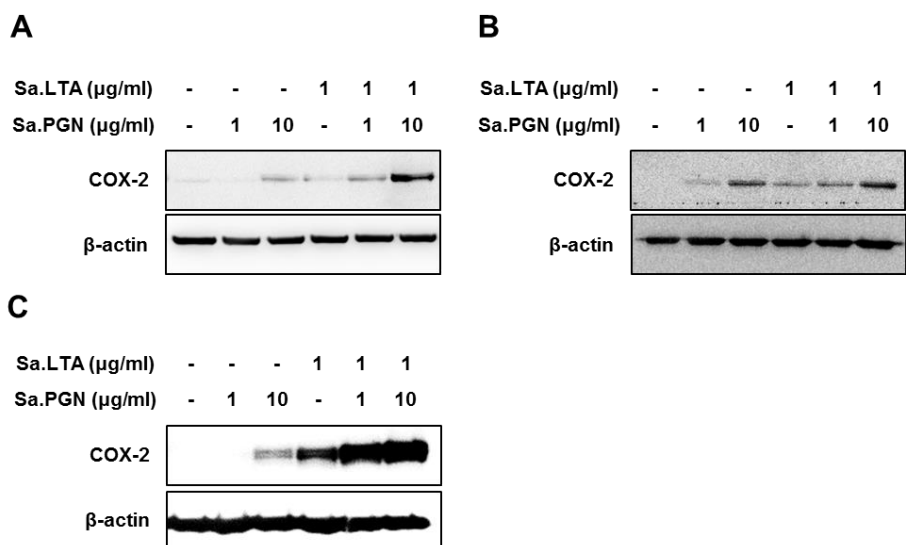 A
Sa.LTA (μg/ml) - - - 1 1 1
Sa.PGN (μg/ml) - 1 10 - 1 10
COX-2
β-actin
B
Sa.LTA (μg/ml) - - - 1 1 1
Sa.PGN (μg/ml) - 1 10 - 1 10
COX-2
β-actin
C
Sa.LTA (μg/ml) - - - 1 1 1
Sa.PGN (μg/ml) - 1 10 - 1 10
COX-2
β-actin